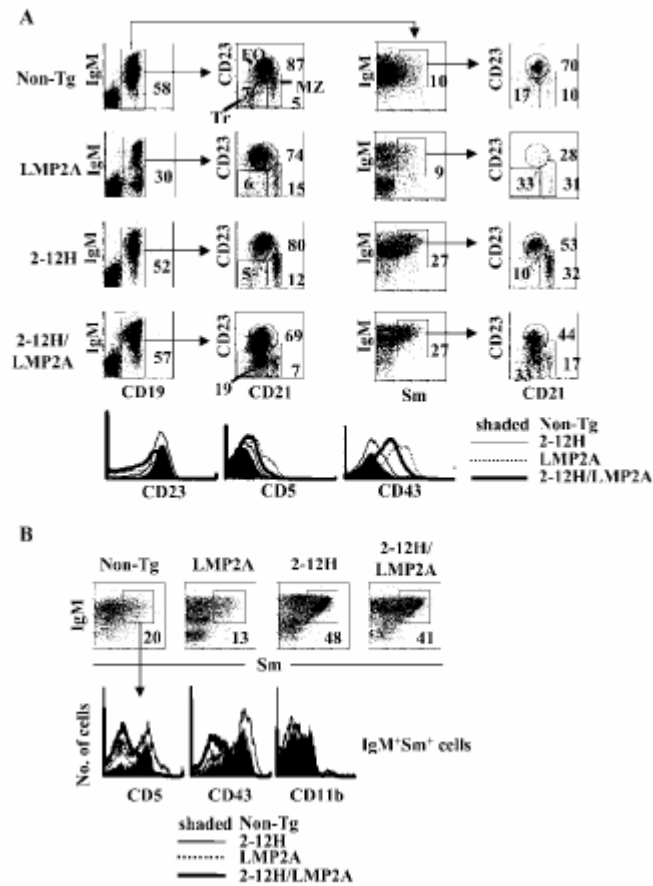 A
Non-Tg IgM 58 CD23 FO 87 MZ 5 Tr IgM 10 CD23 70 17 10
LMP2A IgM 30 CD23 74 6 15 IgM 9 CD23 28 33 31
2-12H IgM 52 CD23 80 5 12 IgM 27 CD23 53 10 32
2-12H/ LMP2A IgM 57 CD23 69 19 7 IgM 27 CD23 44 33 17
CD19 CD21 Sm CD21
shaded Non-Tg
2-12H
LMP2A
2-12H/LMP2A
CD23 CD5 CD43
B
Non-Tg LMP2A 2-12H 2-12H/
LMP2A
IgM 20 13 48 41
Sm
No. of cells IgM+Sm+ cells
CD5 CD43 CD11b
shaded Non-Tg
2-12H
LMP2A
2-12H/LMP2A